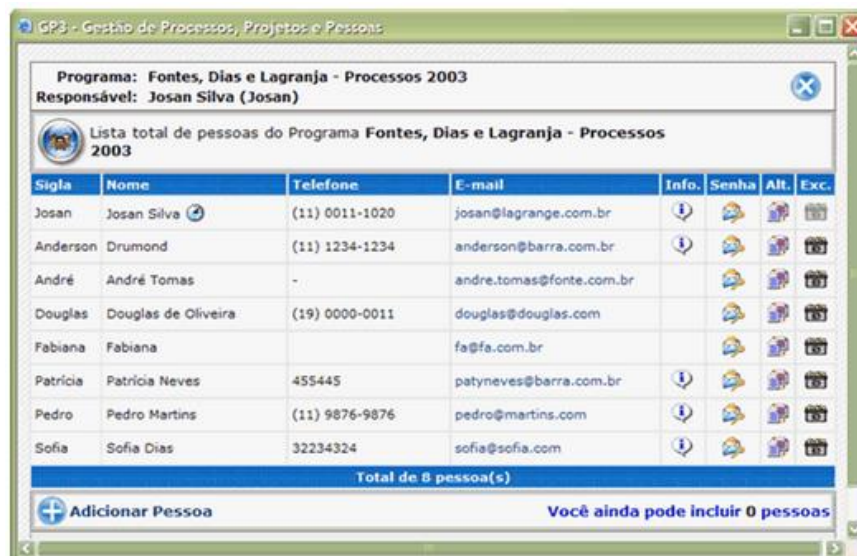 GP3 - Gestão de Processos, Projetos e Pessoas
Programa: Fontes, Dias e Lagranja - Processos 2003
Responsável: Josan Silva (Josan)
Lista total de pessoas do Programa Fontes, Dias e Lagranja - Processos
2003
Sigla Nome Telefone E-mail Info. Senha Alt. Exc.
Josan Josan Silva (11) 0011-1020 josan@lagrange.com.br
Anderson Drumond (11) 1234-1234 anderson@barra.com.br
André André Tomas - andre.tomas@fonte.com.br
Douglas Douglas de Oliveira (19) 0000-0011 douglas@douglas.com
Fabiana Fabiana fa@fa.com.br
Patrícia Patrícia Neves 455445 patyneves@barra.com.br
Pedro Pedro Martins (11) 9876-9876 pedro@martins.com
Sofia Sofia Dias 32234324 sofia@sofia.com
Total de 8 pessoa(s)
Adicionar Pessoa Você ainda pode incluir 0 pessoas